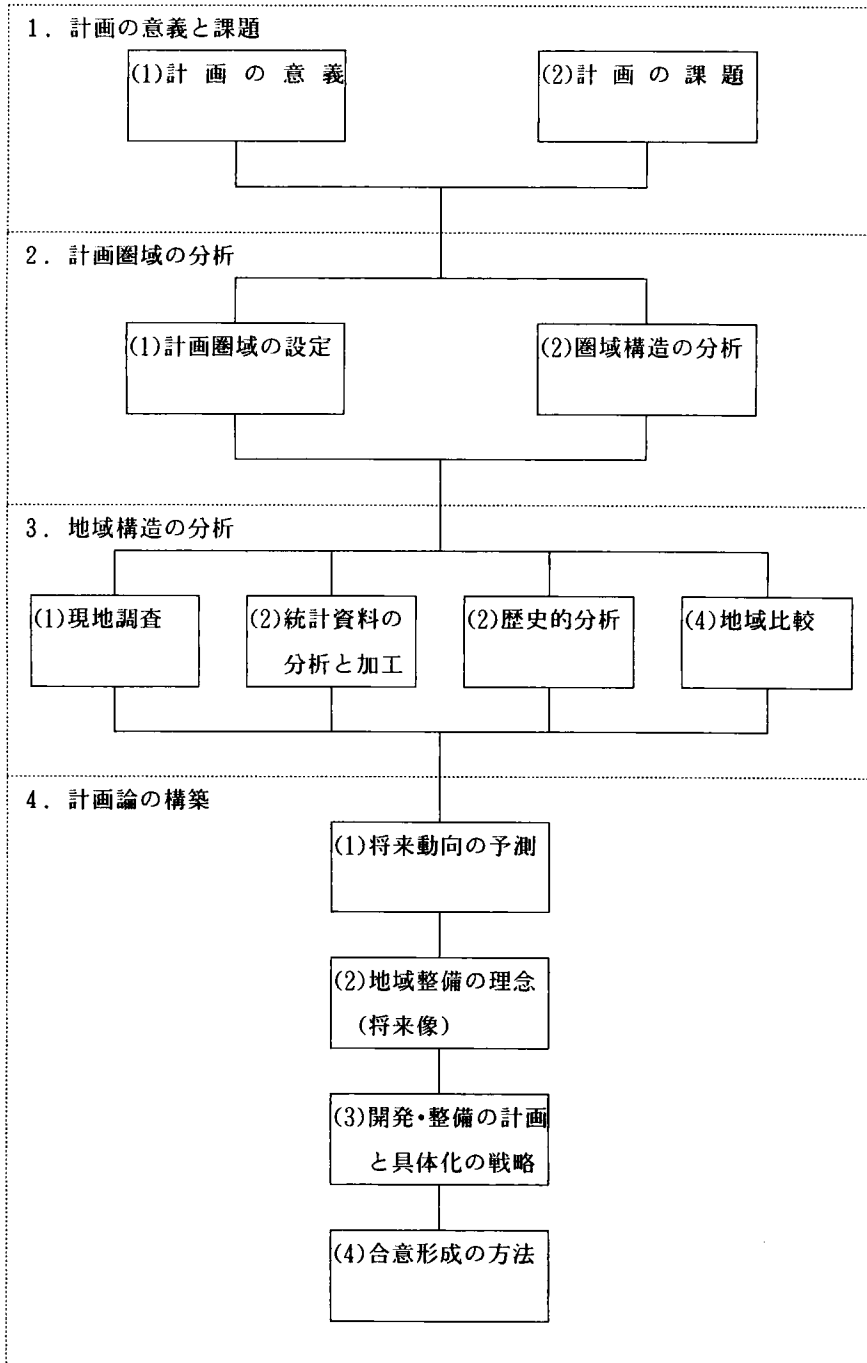 1. 計画の意義と課題
(1)計画の意義
(2)計画の課題
2. 計画圏域の分析
(1)計画圏域の設定
(2)圏域構造の分析
3. 地域構造の分析
(1)現地調査
(2)統計資料の
分析と加工
(2)歴史的分析
(4)地域比較
4. 計画論の構築
(1)将来動向の予測
(2)地域整備の理念
(将来像)
(3)開発・整備の計画
と具体化の戦略
(4)合意形成の方法